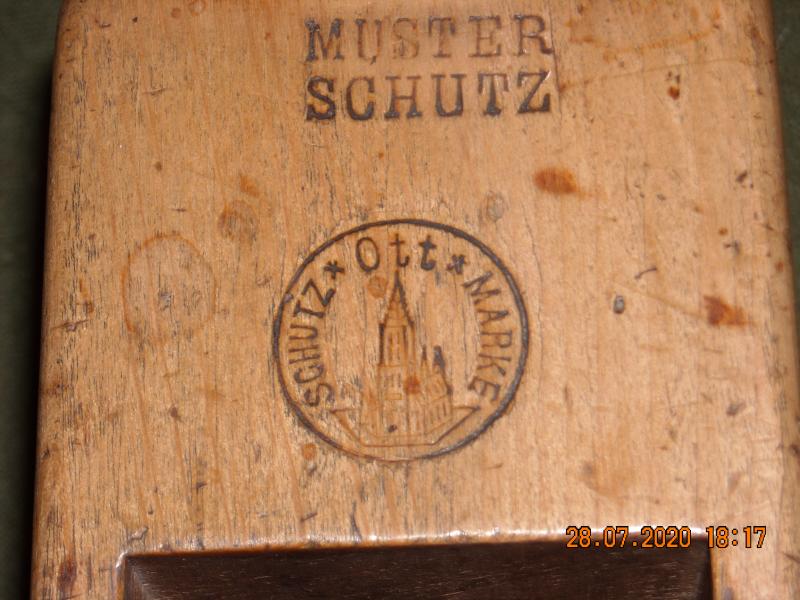 MUSTER
SCHUTZ
SCHUTZ * Ott * MARKE
28.07.2020 18:17